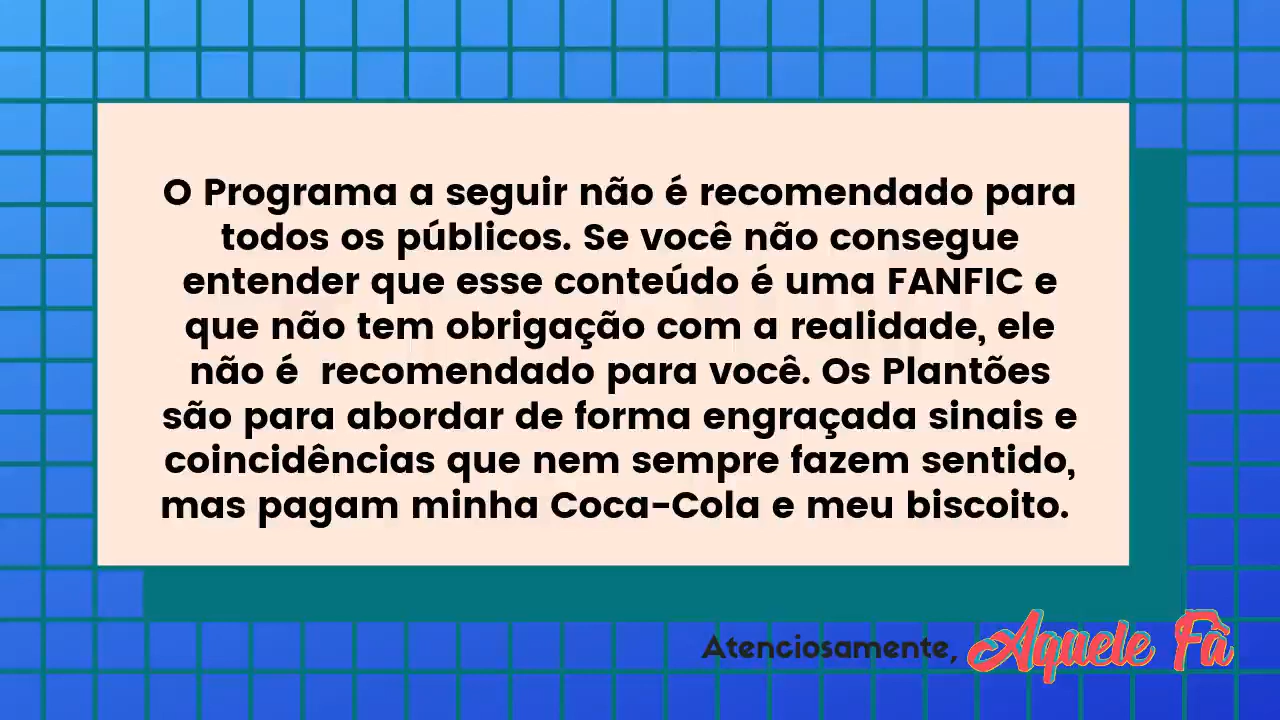 O Programa a seguir não é recomendado para
todos os públicos. Se você não consegue
entender que esse conteúdo é uma FANFIC e
que não tem obrigação com a realidade, ele
não é  recomendado para você. Os Plantões
são para abordar de forma engraçada sinais e
coincidências que nem sempre fazem sentido,
mas pagam minha Coca-Cola e meu biscoito.
Atenciosamente, Aquele Fã